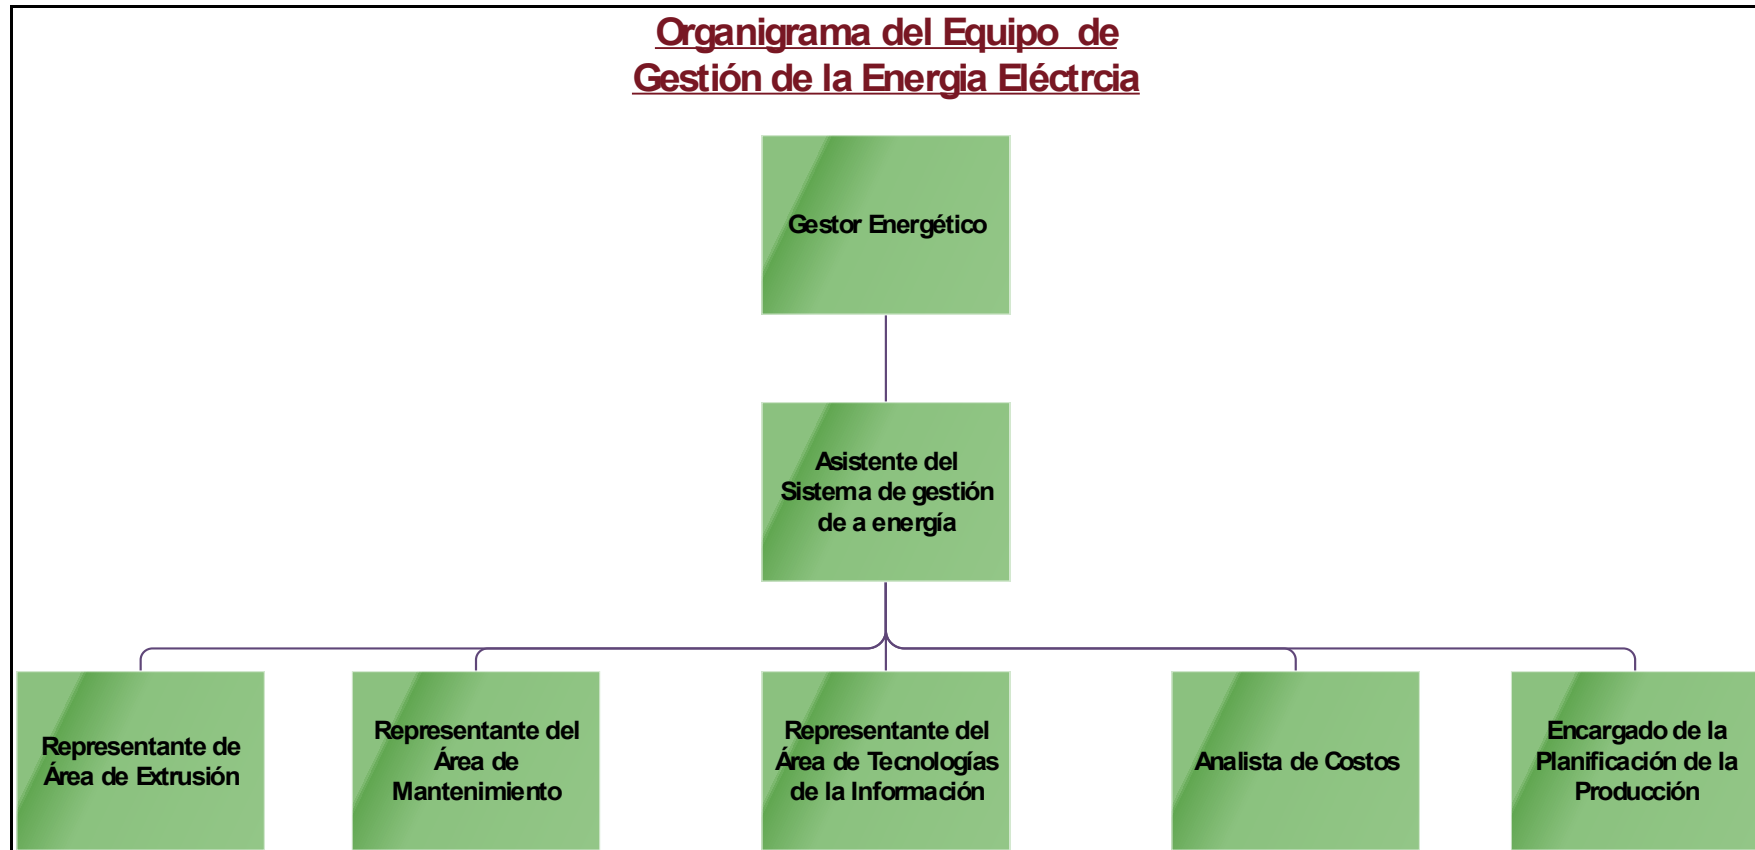 Organigrama del Equipo de
Gestión de la Energia Eléctrcia
Gestor Energético
Asistente del
Sistema de gestión
de a energía
Representante de
Área de Extrusión
Representante del
Área de
Mantenimiento
Representante del
Área de Tecnologías
de la Información
Analista de Costos
Encargado de la
Planificación de la
Producción